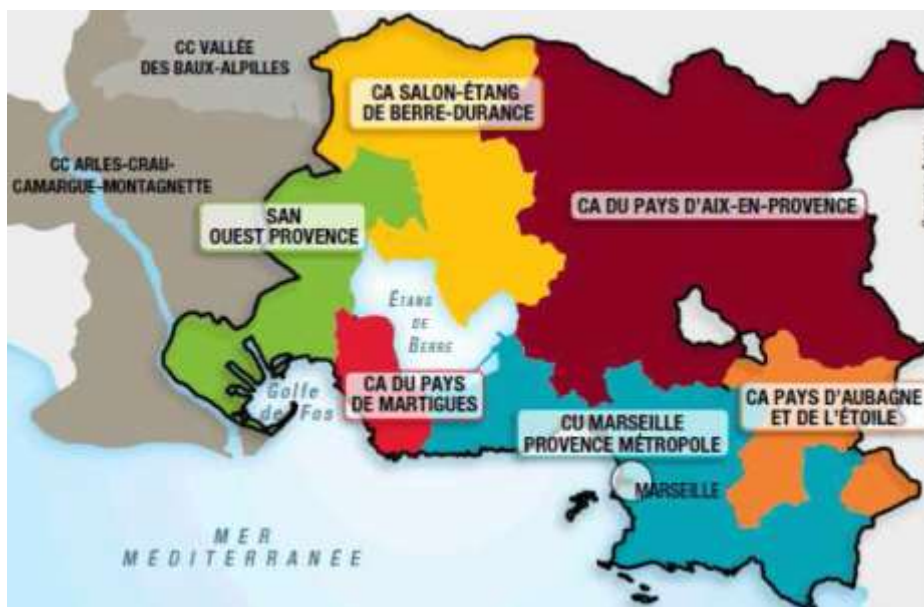 CC VALLÉE
DES BAUX-ALPILLES
CA SALON-ÉTANG
DE BERRE-DURANCE
CC ARLES-CRAU-
CAMARGUE-MONTAGNETTE
SAN
OUEST PROVENCE
CA DU PAYS D'AIX-EN-PROVENCE
ÉTANG
DE
BERRE
Golfe
de Fos
CA DU PAYS
DE MARTIGUES
CU MARSEILLE
PROVENCE MÉTROPOLE
CA PAYS D'AUBAGNE
ET DE L'ÉTOILE
MARSEILLE
MER
MÉDITERRANÉE